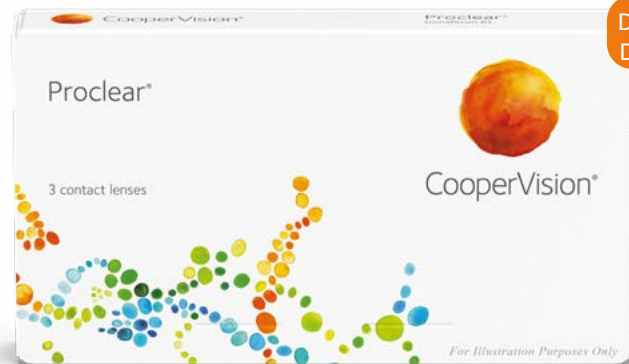 CooperVision®
Proclear®
Proclear®
3 contact lenses
CooperVision®
For Illustration Purposes Only